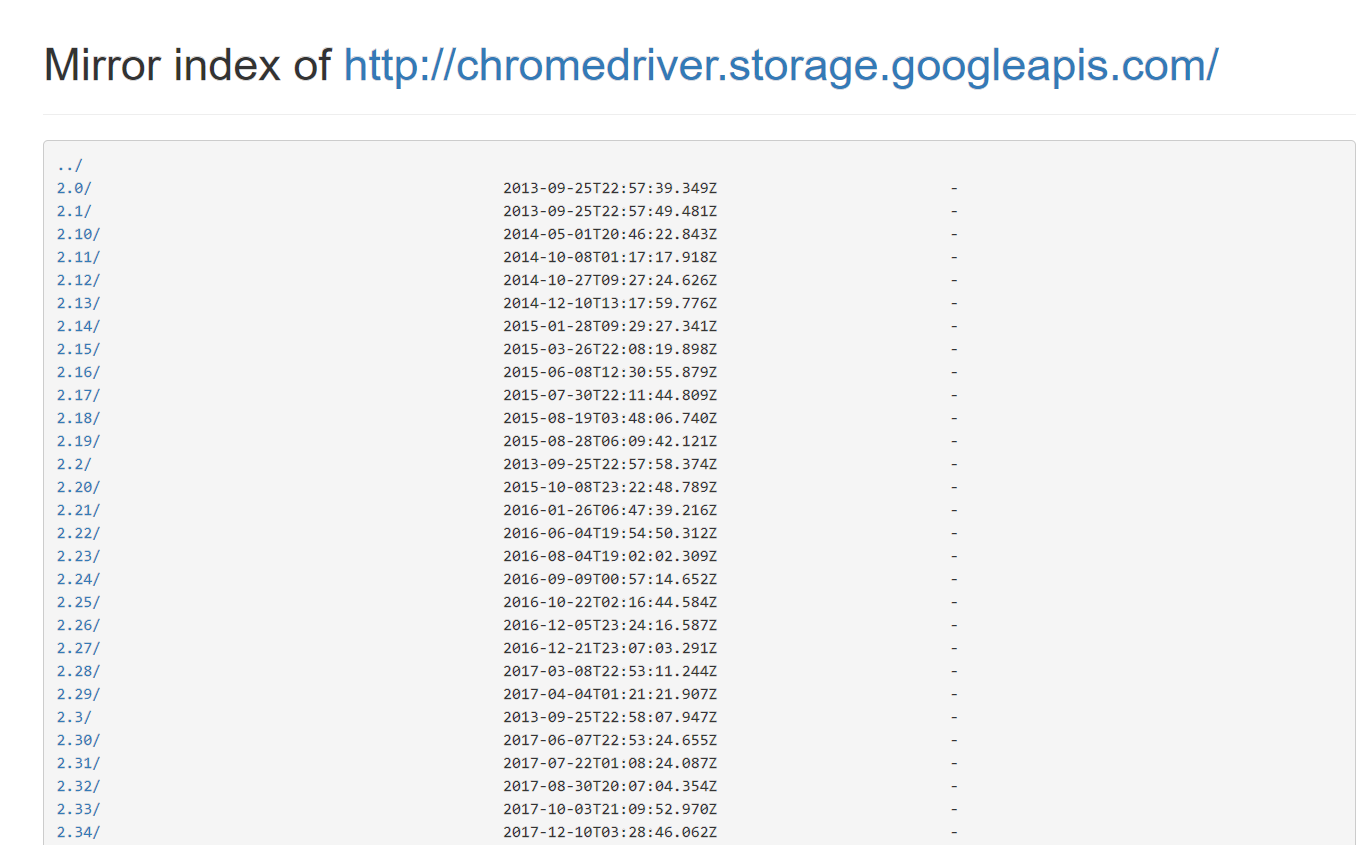 Mirror index of http://chromedriver.storage.googleapis.com/
../
2.0/ 2013-09-25T22:57:39.349Z -
2.1/ 2013-09-25T22:57:49.481Z -
2.10/ 2014-05-01T20:46:22.843Z -
2.11/ 2014-10-08T01:17:17.918Z -
2.12/ 2014-10-27T09:27:24.626Z -
2.13/ 2014-12-10T13:17:59.776Z -
2.14/ 2015-01-28T09:29:27.341Z -
2.15/ 2015-03-26T22:08:19.898Z -
2.16/ 2015-06-08T12:30:55.879Z -
2.17/ 2015-07-30T22:11:44.809Z -
2.18/ 2015-08-19T03:48:06.740Z -
2.19/ 2015-08-28T06:09:42.121Z -
2.2/ 2013-09-25T22:57:58.374Z -
2.20/ 2015-10-08T23:22:48.789Z -
2.21/ 2016-01-26T06:47:39.216Z -
2.22/ 2016-06-04T19:54:50.312Z -
2.23/ 2016-08-04T19:02:02.309Z -
2.24/ 2016-09-09T00:57:14.652Z -
2.25/ 2016-10-22T02:16:44.584Z -
2.26/ 2016-12-05T23:24:16.587Z -
2.27/ 2016-12-21T23:07:03.291Z -
2.28/ 2017-03-08T22:53:11.244Z -
2.29/ 2017-04-04T01:21:21.907Z -
2.3/ 2013-09-25T22:58:07.947Z -
2.30/ 2017-06-07T22:53:24.655Z -
2.31/ 2017-07-22T01:08:24.087Z -
2.32/ 2017-08-30T20:07:04.354Z -
2.33/ 2017-10-03T21:09:52.970Z -
2.34/ 2017-12-10T03:28:46.062Z -